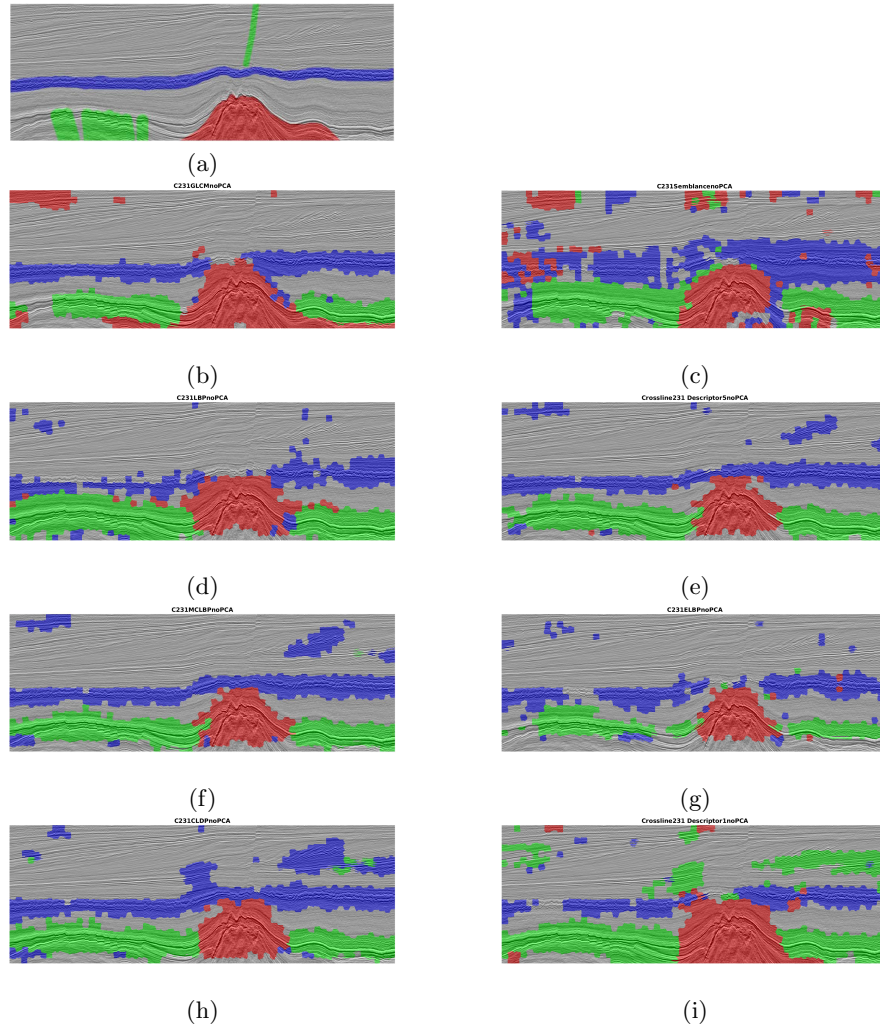 (a)
C231GLCMnoPCA
C231SemblancenoPCA
(b)
(c)
C231LBPnoPCA
Crossline231 Descriptor5noPCA
(d)
(e)
C231MCLBPnoPCA
C231ELBPnoPCA
(f)
(g)
C231CLDPnoPCA
Crossline231 Descriptor1noPCA
(h)
(i)